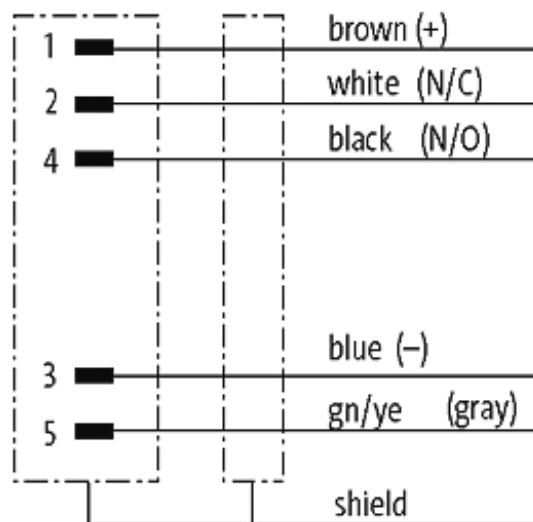 1 brown (+)
2 white (N/C)
4 black (N/O)
3 blue (–)
5 gn/ye (gray)
shield